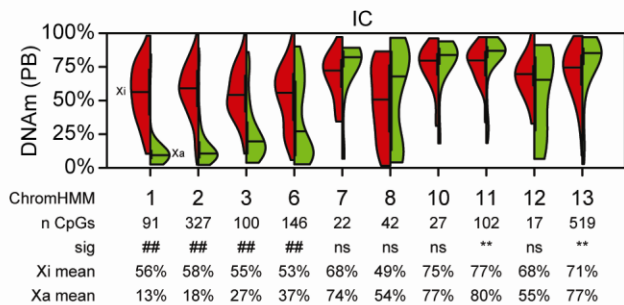 IC
DNAm (PB)
100%
75%
50%
25%
0%
Xi
Xa
ChromHMM 1 2 3 6 7 8 10 11 12 13
n CpGs 91 327 100 146 22 42 27 102 17 519
sig ## ## ## ## ns ns ns ** ns **
Xi mean 56% 58% 55% 53% 68% 49% 75% 77% 68% 71%
Xa mean 13% 18% 27% 37% 74% 54% 77% 80% 55% 77%